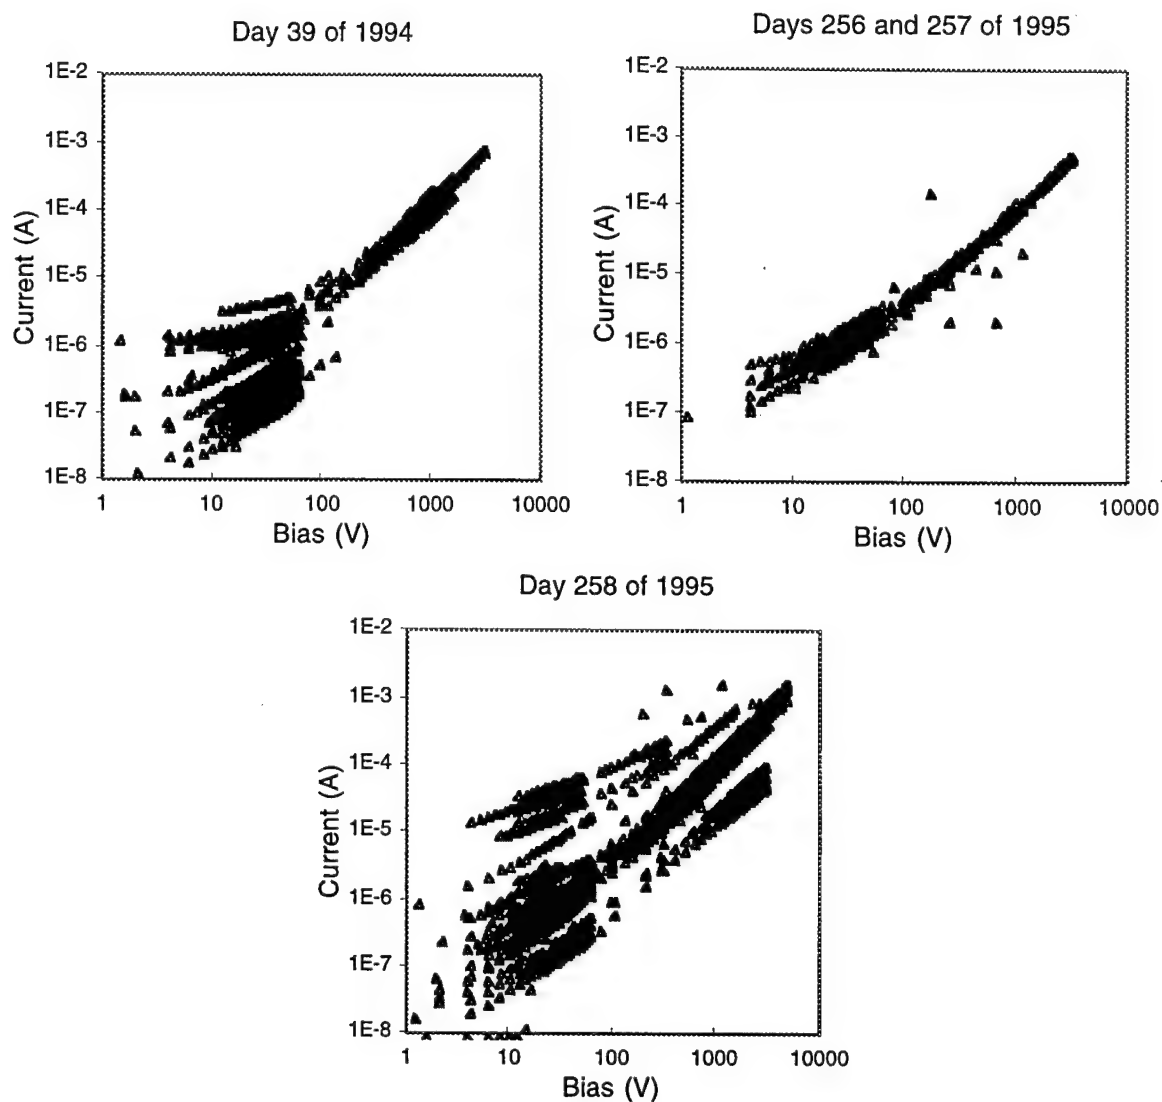 Day 39 of 1994
1E-2
1E-3
1E-4
1E-5
1E-6
1E-7
1E-8
Current (A)
1 10 100 1000 10000
Bias (V)
Days 256 and 257 of 1995
1E-2
1E-3
1E-4
1E-5
1E-6
1E-7
1E-8
Current (A)
1 10 100 1000 10000
Bias (V)
Day 258 of 1995
1E-2
1E-3
1E-4
1E-5
1E-6
1E-7
1E-8
Current (A)
1 10 100 1000 10000
Bias (V)